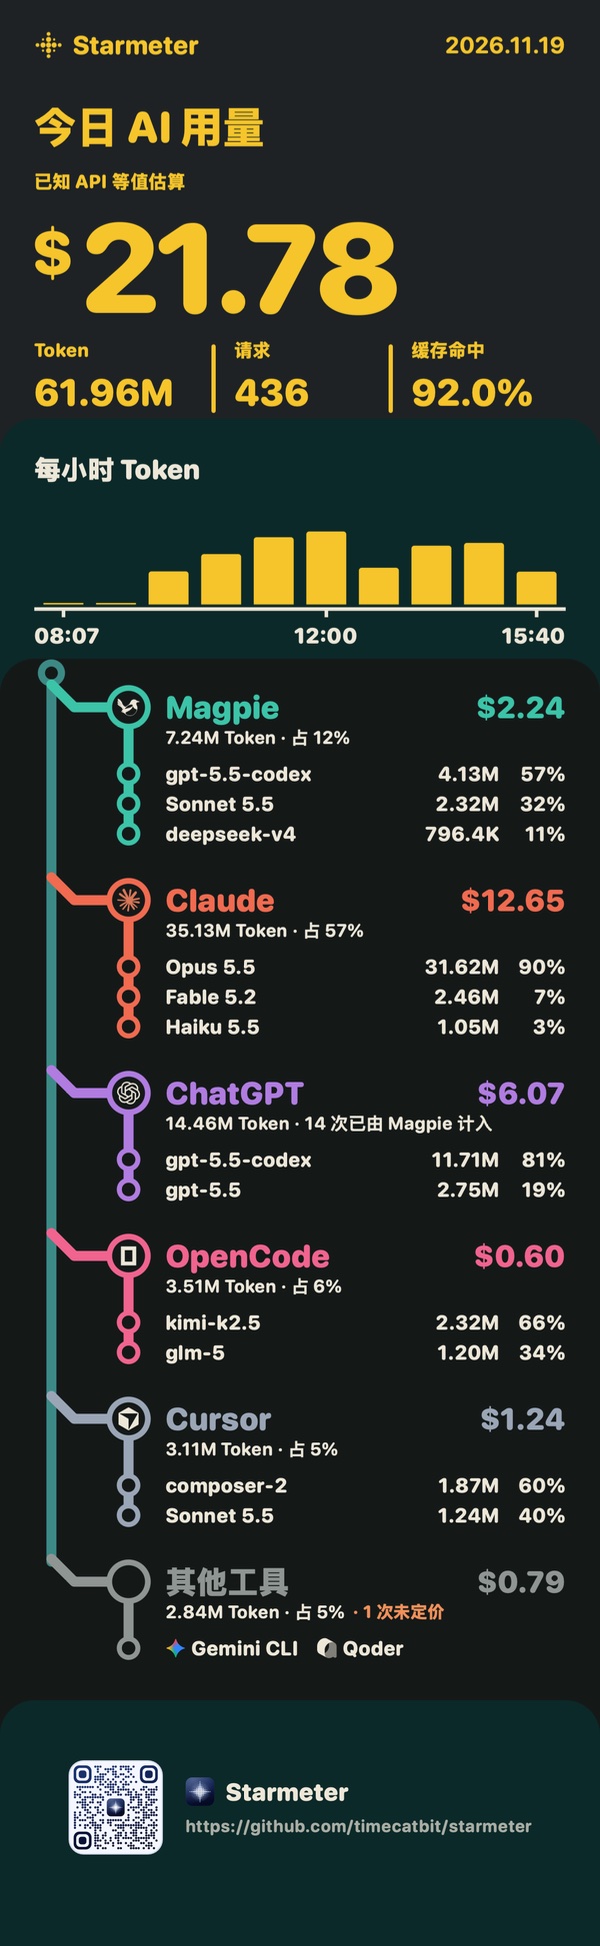 Starmeter 2026.11.19
今日 AI 用量
已知 API 等值估算
$21.78
Token 请求 缓存命中
61.96M 436 92.0%
每小时 Token
08:07 12:00 15:40
Magpie $2.24
7.24M Token · 占 12%
gpt-5.5-codex 4.13M 57%
Sonnet 5.5 2.32M 32%
deepseek-v4 796.4K 11%
Claude $12.65
35.13M Token · 占 57%
Opus 5.5 31.62M 90%
Fable 5.2 2.46M 7%
Haiku 5.5 1.05M 3%
ChatGPT $6.07
14.46M Token · 14 次已由 Magpie 计入
gpt-5.5-codex 11.71M 81%
gpt-5.5 2.75M 19%
OpenCode $0.60
3.51M Token · 占 6%
kimi-k2.5 2.32M 66%
glm-5 1.20M 34%
Cursor $1.24
3.11M Token · 占 5%
composer-2 1.87M 60%
Sonnet 5.5 1.24M 40%
其他工具 $0.79
2.84M Token · 占 5% · 1 次未定价
Gemini CLI Qoder
Starmeter
https://github.com/timecatbit/starmeter